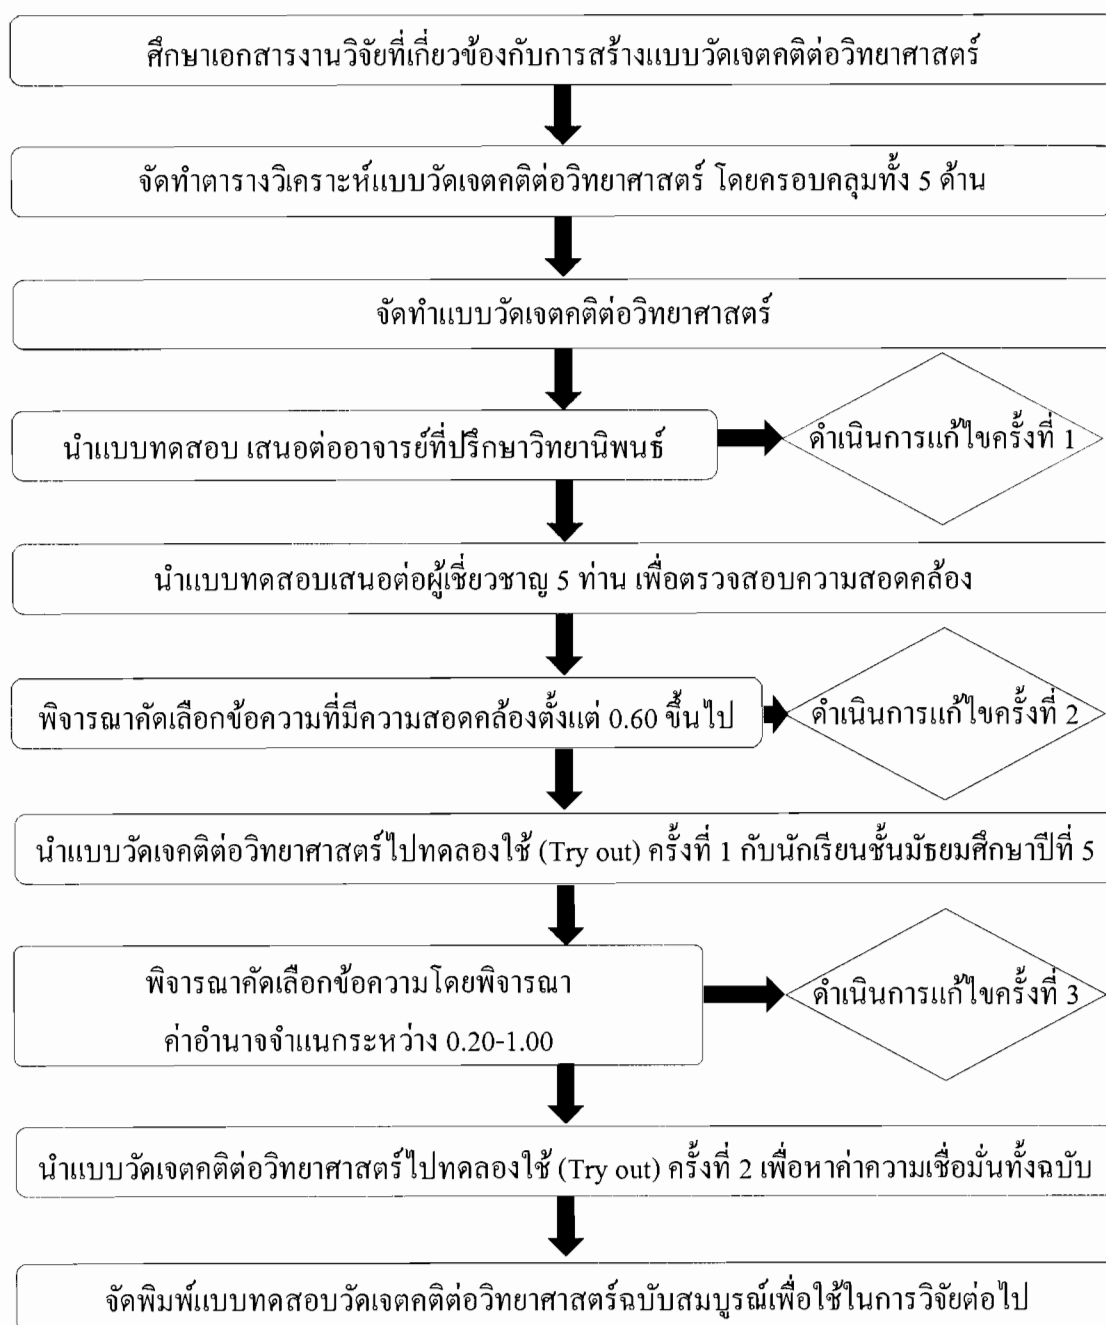 ศึกษาเอกสารงานวิจัยที่เกี่ยวข้องกับการสร้างแบบวัดเจตคติต่อวิทยาศาสตร์
จัดทำตารางวิเคราะห์แบบวัดเจตคติต่อวิทยาศาสตร์ โดยครอบคลุมทั้ง 5 ด้าน
จัดทำแบบวัดเจตคติต่อวิทยาศาสตร์
นำแบบทดสอบ เสนอต่ออาจารย์ที่ปรึกษาวิทยานิพนธ์
ดำเนินการแก้ไขครั้งที่ 1
นำแบบทดสอบเสนอต่อผู้เชี่ยวชาญ 5 ท่าน เพื่อตรวจสอบความสอดคล้อง
พิจารณาคัดเลือกข้อความที่มีความสอดคล้องตั้งแต่ 0.60 ขึ้นไป
ดำเนินการแก้ไขครั้งที่ 2
นำแบบวัดเจคติต่อวิทยาศาสตร์ไปทดลองใช้ (Try out) ครั้งที่ 1 กับนักเรียนชั้นมัธยมศึกษาปีที่ 5
พิจารณาคัดเลือกข้อความโดยพิจารณา
ค่าอำนาจจำแนกระหว่าง 0.20-1.00
ดำเนินการแก้ไขครั้งที่ 3
นำแบบวัดเจตคติต่อวิทยาศาสตร์ไปทดลองใช้ (Try out) ครั้งที่ 2 เพื่อหาค่าความเชื่อมั่นทั้งฉบับ
จัดพิมพ์แบบทดสอบวัดเจตคติต่อวิทยาศาสตร์ฉบับสมบูรณ์เพื่อใช้ในการวิจัยต่อไป